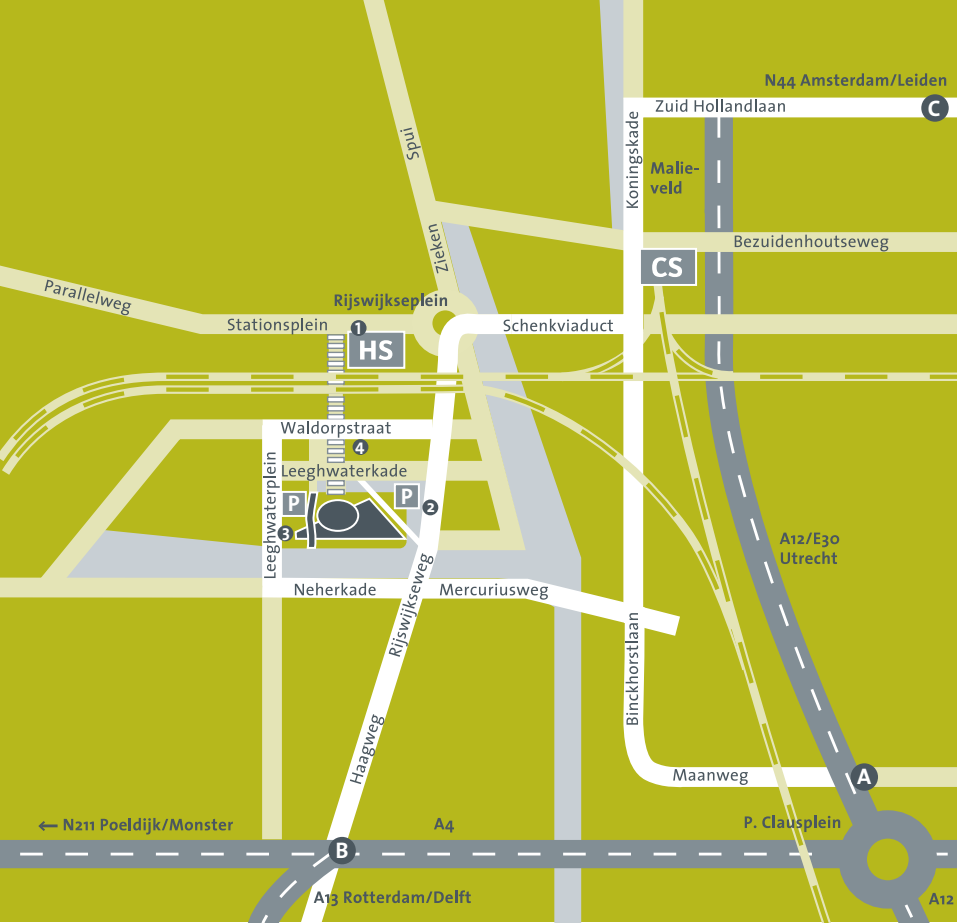 N44 Amsterdam/Leiden
Zuid Hollandlaan
C
Spui
Koningskade
Malie-
veld
Zieken
Bezuidenhoutseweg
CS
Parallelweg
Rijswijkseplein
Stationsplein
1
Schenkviaduct
HS
Waldorpstraat
4
Leeghwaterplein
Leeghwaterkade
P
P
2
3
A12/E30
Utrecht
Neherkade
Rijswijkseweg
Mercuriusweg
Binckhorstlaan
Haagweg
Maanweg
A
← N211 Poeldijk/Monster
A4
P. Clausplein
B
A13 Rotterdam/Delft
A12